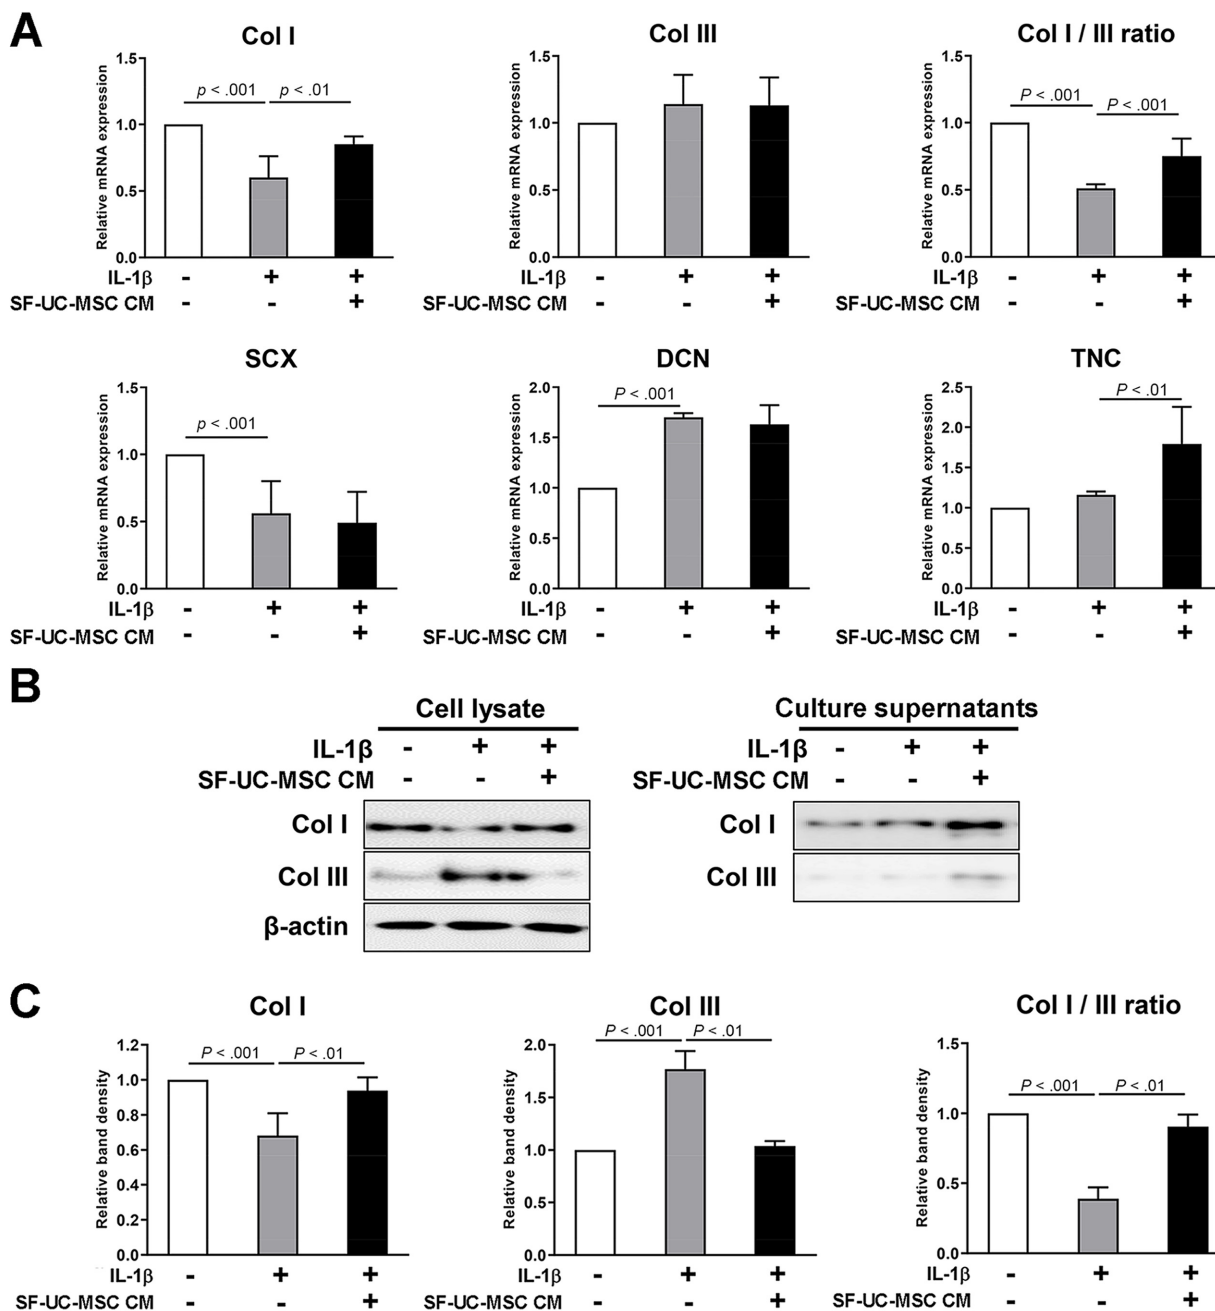 A
Col I
Col III
Col I / III ratio
Relative mRNA expression
1.5
1.0
0.5
0.0
p < .001
p < .01
IL-1β - + +
SF-UC-MSC CM - - +
Relative mRNA expression
1.5
1.0
0.5
0.0
IL-1β - + +
SF-UC-MSC CM - - +
Relative mRNA expression
1.5
1.0
0.5
0.0
P < .001
P < .001
IL-1β - + +
SF-UC-MSC CM - - +
SCX
DCN
TNC
Relative mRNA expression
1.5
1.0
0.5
0.0
p < .001
IL-1β - + +
SF-UC-MSC CM - - +
Relative mRNA expression
2.0
1.5
1.0
0.5
0.0
P < .001
IL-1β - + +
SF-UC-MSC CM - - +
Relative mRNA expression
2.5
2.0
1.5
1.0
0.5
0.0
P < .01
IL-1β - + +
SF-UC-MSC CM - - +
B
Cell lysate
IL-1β - + +
SF-UC-MSC CM - - +
Col I
Col III
β-actin
Culture supernatants
IL-1β - + +
SF-UC-MSC CM - - +
Col I
Col III
C
Col I
Col III
Col I / III ratio
Relative band density
1.2
1.0
0.8
0.6
0.4
0.2
0.0
P < .001
P < .01
IL-1β - + +
SF-UC-MSC CM - - +
Relative band density
2.0
1.5
1.0
0.5
0.0
P < .001
P < .01
IL-1β - + +
SF-UC-MSC CM - - +
Relative band density
1.5
1.0
0.5
0.0
P < .001
P < .01
IL-1β - + +
SF-UC-MSC CM - - +